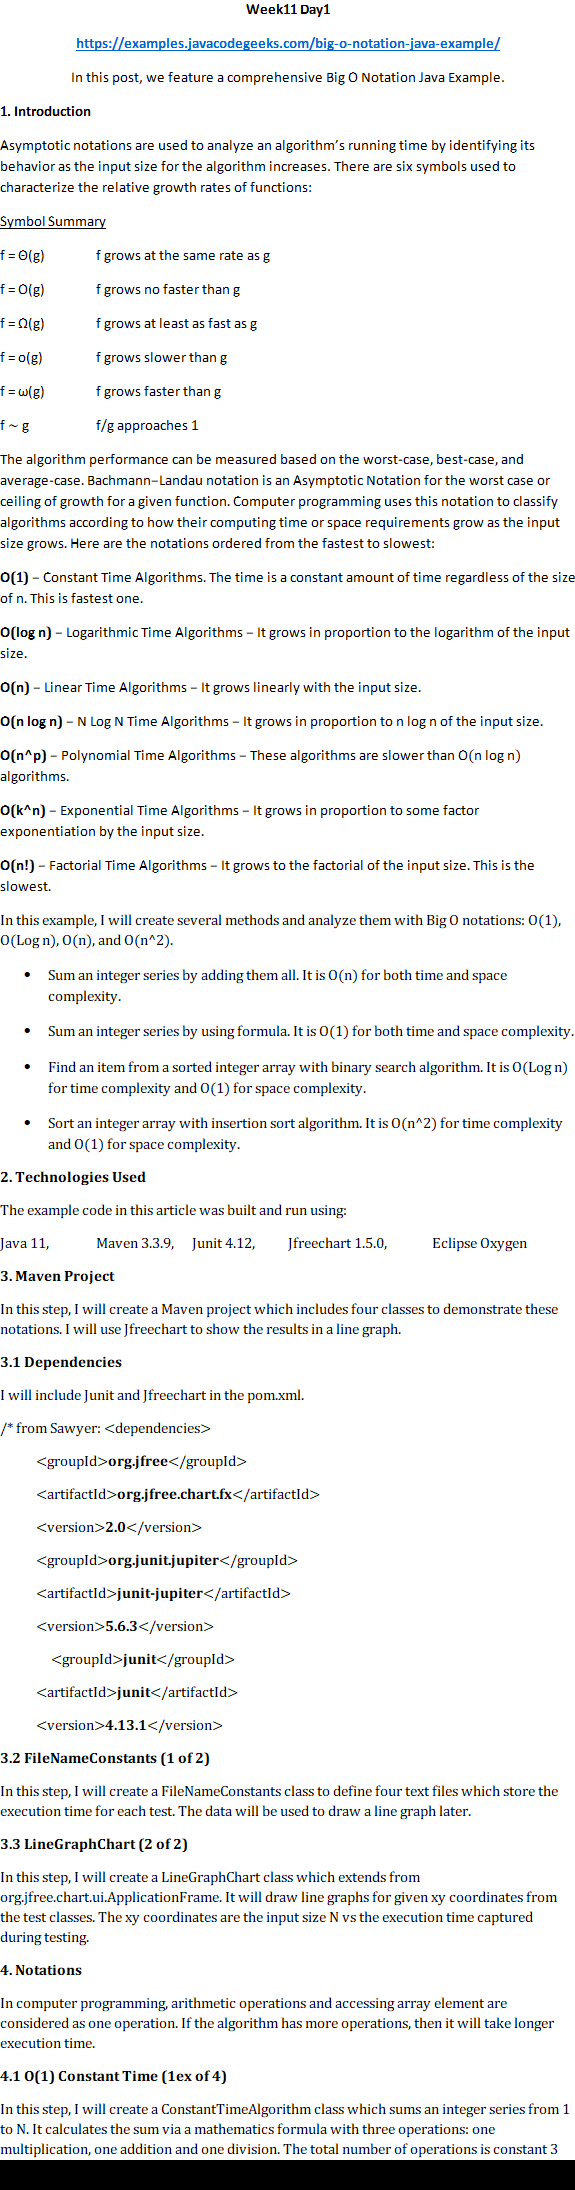 Week11 Day1
https://examples.javacodegeeks.com/big-o-notation-java-example/
In this post, we feature a comprehensive Big O Notation Java Example.
1. Introduction
Asymptotic notations are used to analyze an algorithm's running time by identifying its
behavior as the input size for the algorithm increases. There are six symbols used to
characterize the relative growth rates of functions:
Symbol Summary
f = Θ(g) f grows at the same rate as g
f = O(g) f grows no faster than g
f = Ω(g) f grows at least as fast as g
f = o(g) f grows slower than g
f = ω(g) f grows faster than g
f ~ g f/g approaches 1
The algorithm performance can be measured based on the worst-case, best-case, and
average-case. Bachmann–Landau notation is an Asymptotic Notation for the worst case or
ceiling of growth for a given function. Computer programming uses this notation to classify
algorithms according to how their computing time or space requirements grow as the input
size grows. Here are the notations ordered from the fastest to slowest:
O(1) – Constant Time Algorithms. The time is a constant amount of time regardless of the size
of n. This is fastest one.
O(log n) – Logarithmic Time Algorithms – It grows in proportion to the logarithm of the input
size.
O(n) – Linear Time Algorithms – It grows linearly with the input size.
O(n log n) – N Log N Time Algorithms – It grows in proportion to n log n of the input size.
O(n^p) – Polynomial Time Algorithms – These algorithms are slower than O(n log n)
algorithms.
O(k^n) – Exponential Time Algorithms – It grows in proportion to some factor
exponentiation by the input size.
O(n!) – Factorial Time Algorithms – It grows to the factorial of the input size. This is the
slowest.
In this example, I will create several methods and analyze them with Big O notations: O(1),
O(Log n), O(n), and O(n^2).
• Sum an integer series by adding them all. It is O(n) for both time and space
complexity.
• Sum an integer series by using formula. It is O(1) for both time and space complexity.
• Find an item from a sorted integer array with binary search algorithm. It is O(Log n)
for time complexity and O(1) for space complexity.
• Sort an integer array with insertion sort algorithm. It is O(n^2) for time complexity
and O(1) for space complexity.
2. Technologies Used
The example code in this article was built and run using:
Java 11, Maven 3.3.9, Junit 4.12, Jfreechart 1.5.0, Eclipse Oxygen
3. Maven Project
In this step, I will create a Maven project which includes four classes to demonstrate these
notations. I will use Jfreechart to show the results in a line graph.
3.1 Dependencies
I will include Junit and Jfreechart in the pom.xml.
/* from Sawyer: <dependencies>
<groupId>org.jfree</groupId>
<artifactId>org.jfree.chart.fx</artifactId>
<version>2.0</version>
<groupId>org.junit.jupiter</groupId>
<artifactId>junit-jupiter</artifactId>
<version>5.6.3</version>
<groupId>junit</groupId>
<artifactId>junit</artifactId>
<version>4.13.1</version>
3.2 FileNameConstants (1 of 2)
In this step, I will create a FileNameConstants class to define four text files which store the
execution time for each test. The data will be used to draw a line graph later.
3.3 LineGraphChart (2 of 2)
In this step, I will create a LineGraphChart class which extends from
org.jfree.chart.ui.ApplicationFrame. It will draw line graphs for given xy coordinates from
the test classes. The xy coordinates are the input size N vs the execution time captured
during testing.
4. Notations
In computer programming, arithmetic operations and accessing array element are
considered as one operation. If the algorithm has more operations, then it will take longer
execution time.
4.1 O(1) Constant Time (1ex of 4)
In this step, I will create a ConstantTimeAlgorithm class which sums an integer series from 1
to N. It calculates the sum via a mathematics formula with three operations: one
multiplication, one addition and one division. The total number of operations is constant 3